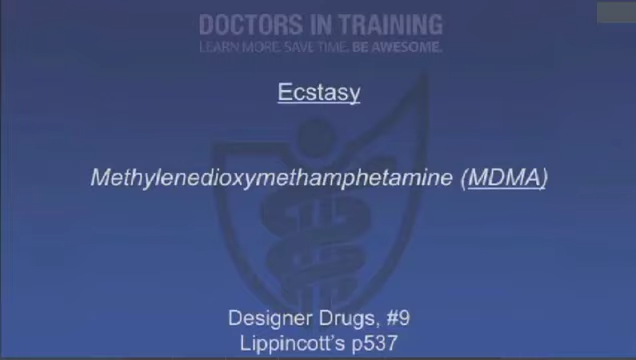 DOCTORS IN TRAINING
LEARN MORE. SAVE TIME. BE AWESOME.
Ecstasy
Methylenedioxymethamphetamine (MDMA)
Designer Drugs, #9
Lippincott's p537